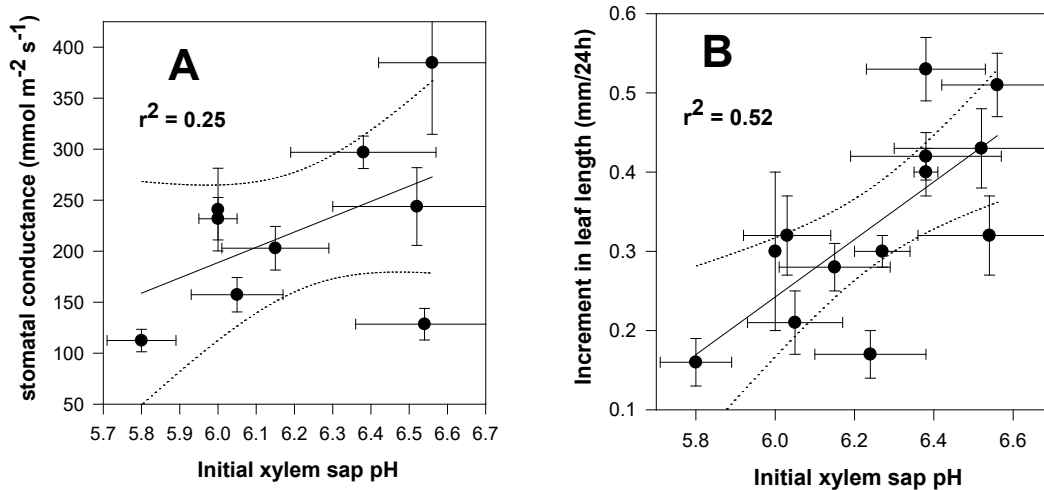 A
r² = 0.25
stomatal conductance (mmol m⁻² s⁻¹)
400
350
300
250
200
150
100
50
5.7 5.8 5.9 6.0 6.1 6.2 6.3 6.4 6.5 6.6 6.7
Initial xylem sap pH
B
r² = 0.52
Increment in leaf length (mm/24h)
0.6
0.5
0.4
0.3
0.2
0.1
5.8 6.0 6.2 6.4 6.6
Initial xylem sap pH